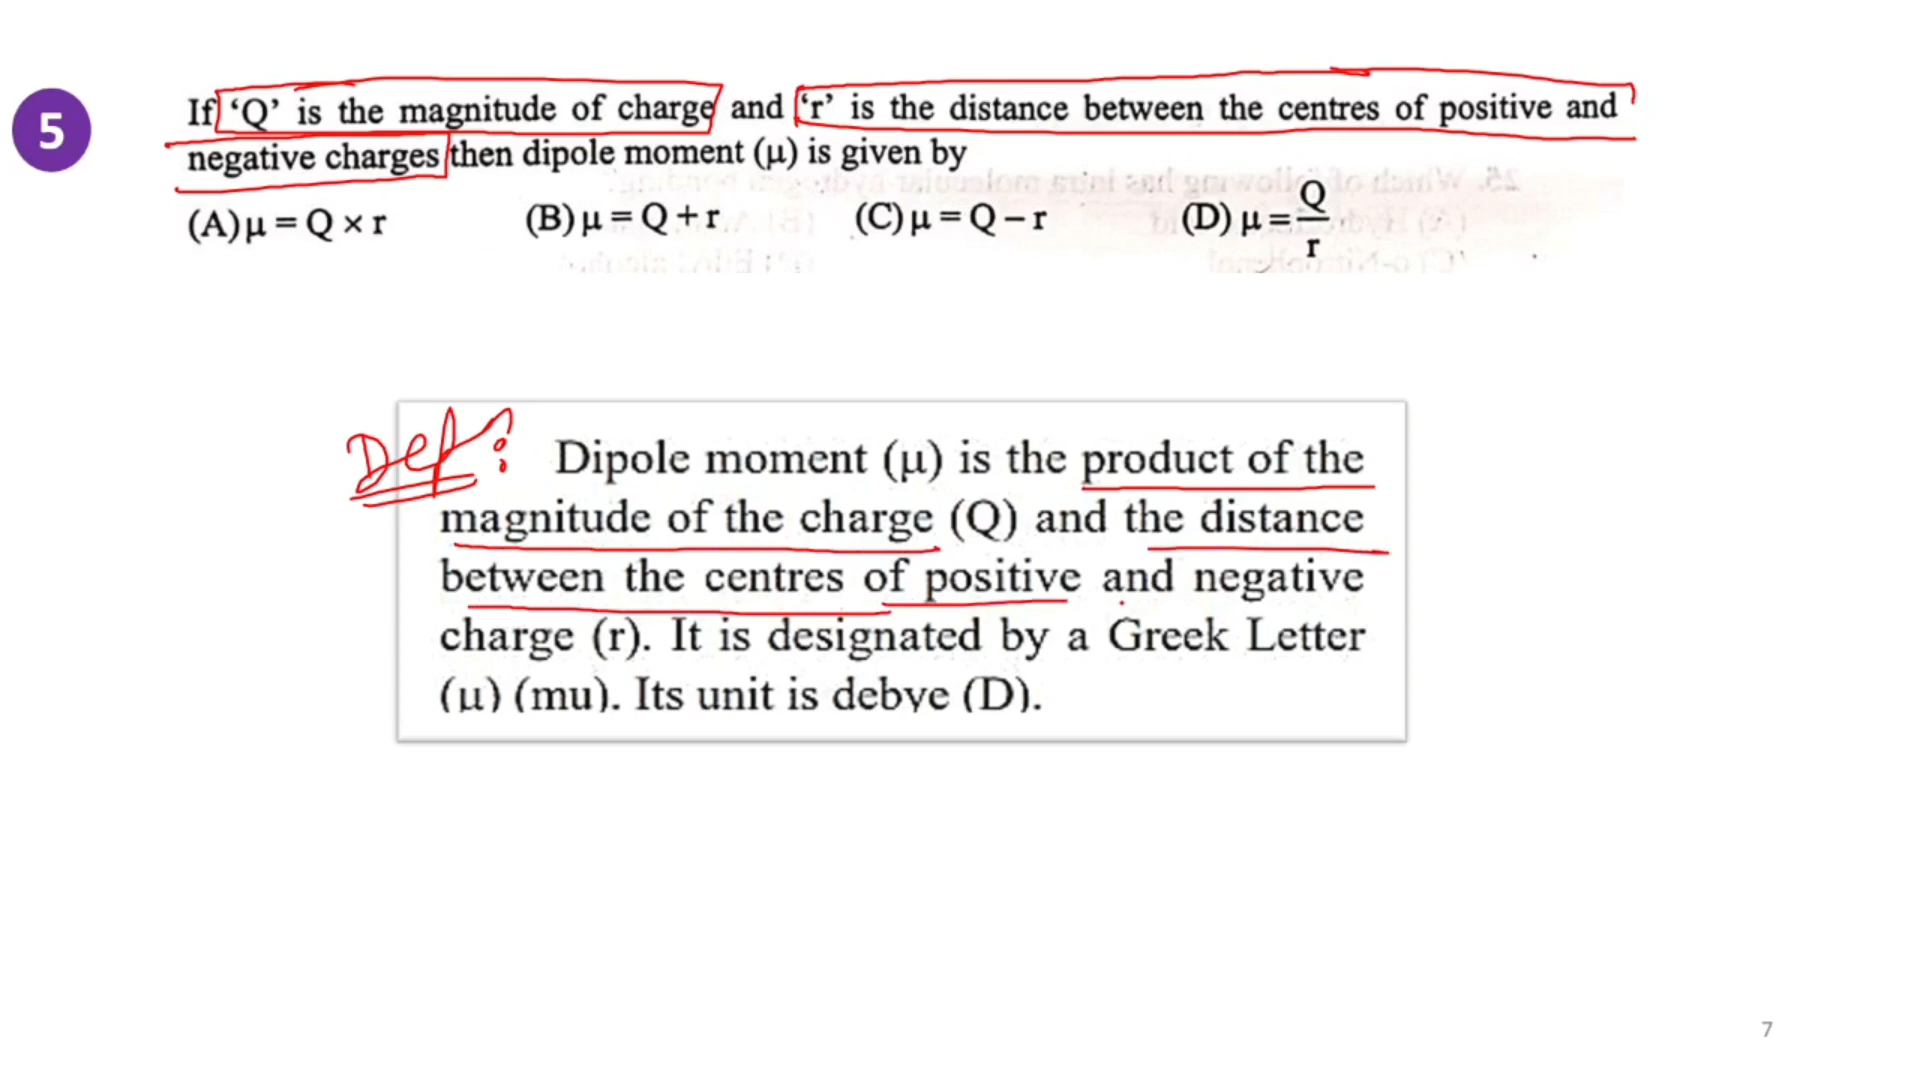 5
If ‘Q’ is the magnitude of charge and ‘r’ is the distance between the centres of positive and
negative charges then dipole moment (μ) is given by
(A) μ = Q × r (B) μ = Q + r (C) μ = Q − r (D) μ = Q/r
Def:
Dipole moment (μ) is the product of the
magnitude of the charge (Q) and the distance
between the centres of positive and negative
charge (r). It is designated by a Greek Letter
(μ) (mu). Its unit is debye (D).
7